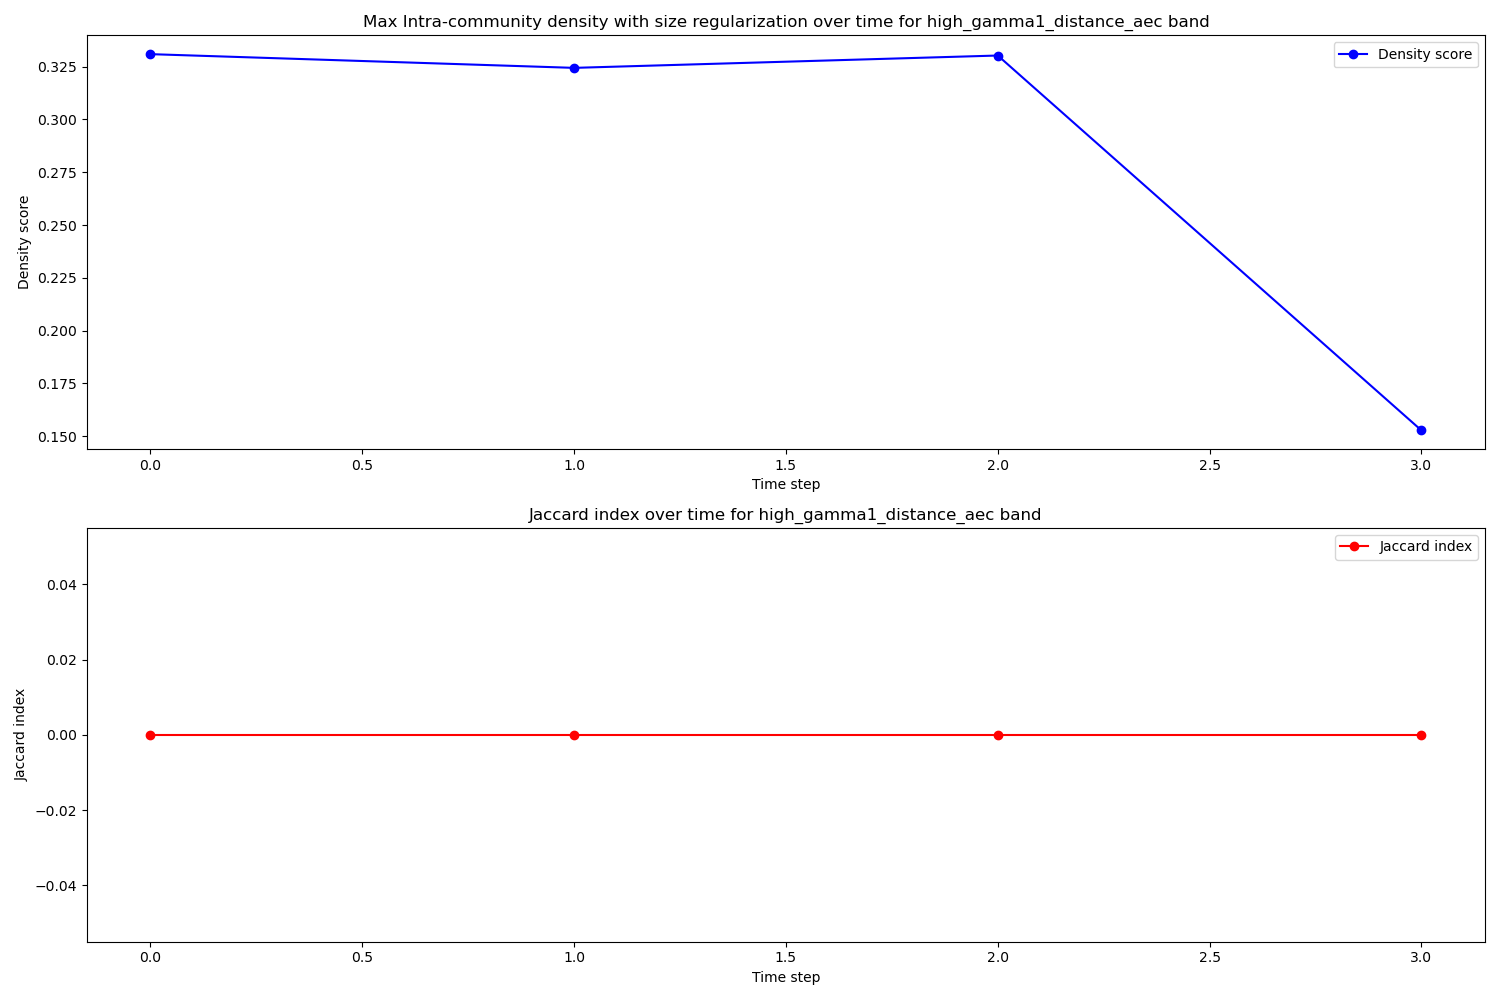 Max Intra-community density with size regularization over time for high_gamma1_distance_aec band
Density score
0.325
0.300
0.275
0.250
0.225
0.200
0.175
0.150
Density score
0.0 0.5 1.0 1.5 2.0 2.5 3.0
Time step
Jaccard index over time for high_gamma1_distance_aec band
Jaccard index
0.04
0.02
0.00
−0.02
−0.04
Jaccard index
0.0 0.5 1.0 1.5 2.0 2.5 3.0
Time step